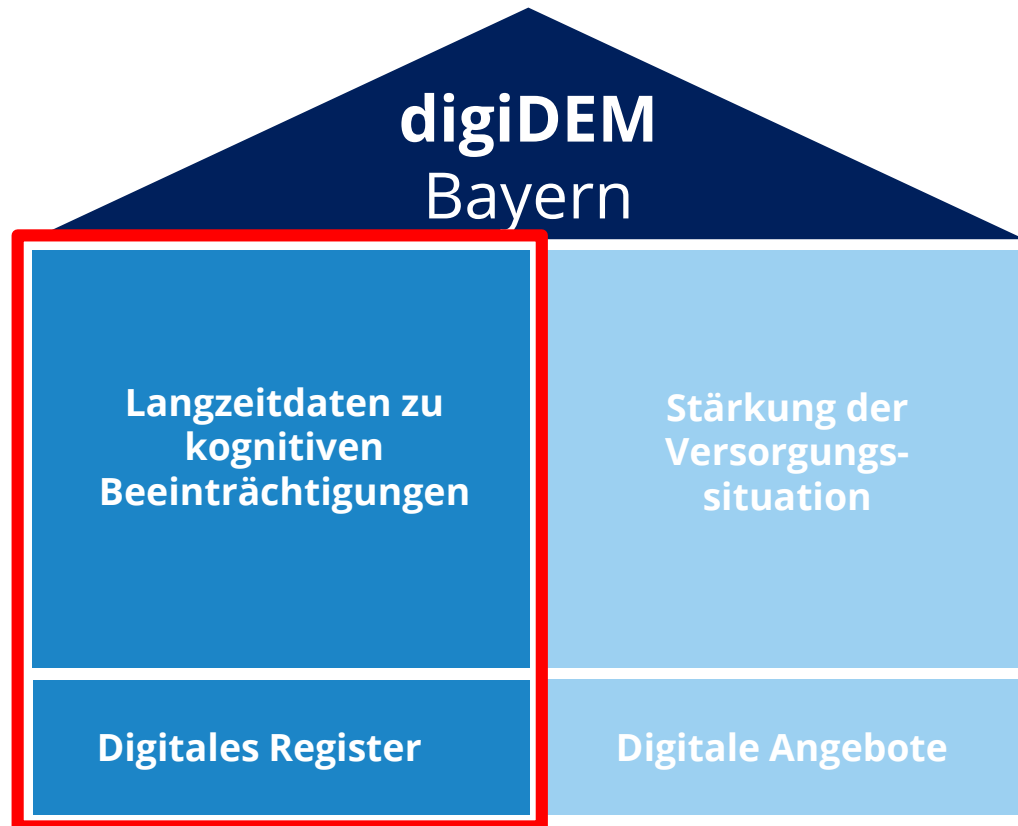 digiDEM
Bayern
Langzeitdaten zu
kognitiven
Beeinträchtigungen
Stärkung der
Versorgungs-
situation
Digitales Register
Digitale Angebote